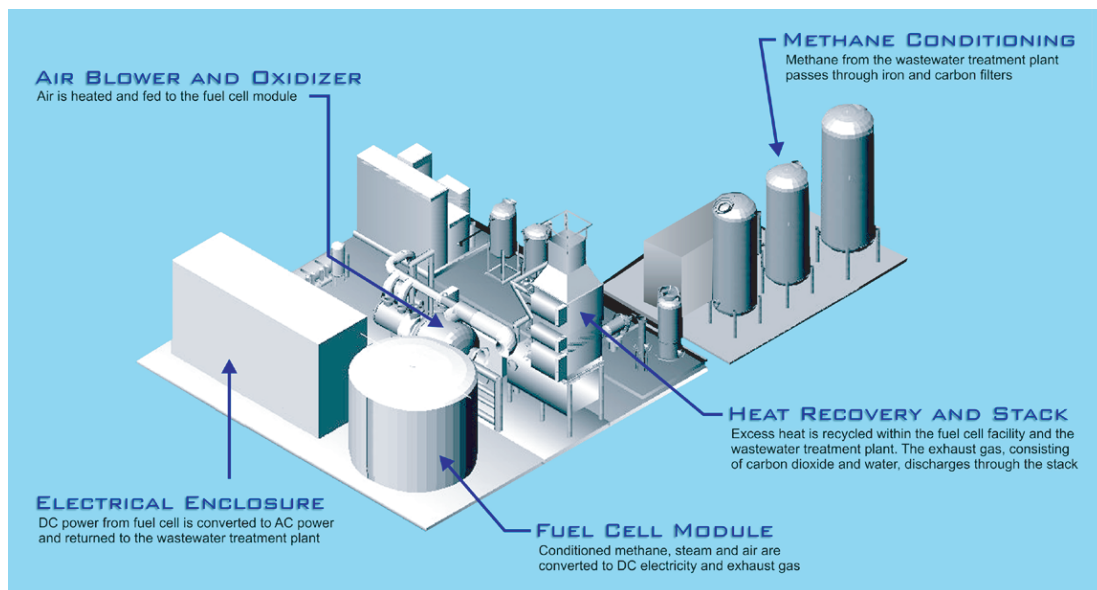 METHANE CONDITIONING
Methane from the wastewater treatment plant
passes through iron and carbon filters
AIR BLOWER AND OXIDIZER
Air is heated and fed to the fuel cell module
HEAT RECOVERY AND STACK
Excess heat is recycled within the fuel cell facility and the
wastewater treatment plant. The exhaust gas, consisting
of carbon dioxide and water, discharges through the stack
ELECTRICAL ENCLOSURE
DC power from fuel cell is converted to AC power
and returned to the wastewater treatment plant
FUEL CELL MODULE
Conditioned methane, steam and air are
converted to DC electricity and exhaust gas